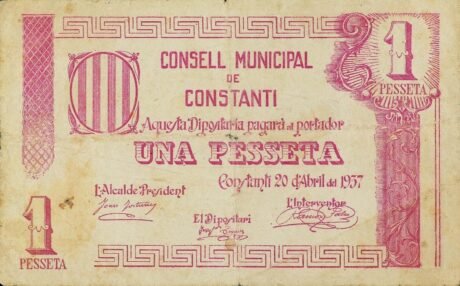 CONSELL MUNICIPAL
DE
CONSTANTI
1
PESSETA
Aquesta Dipositaria pagará al portador
UNA PESSETA
Constantí 20 d'Abril del 1937
L'Alcalde President
L'Interventor
El Dipositari
1
PESSETA